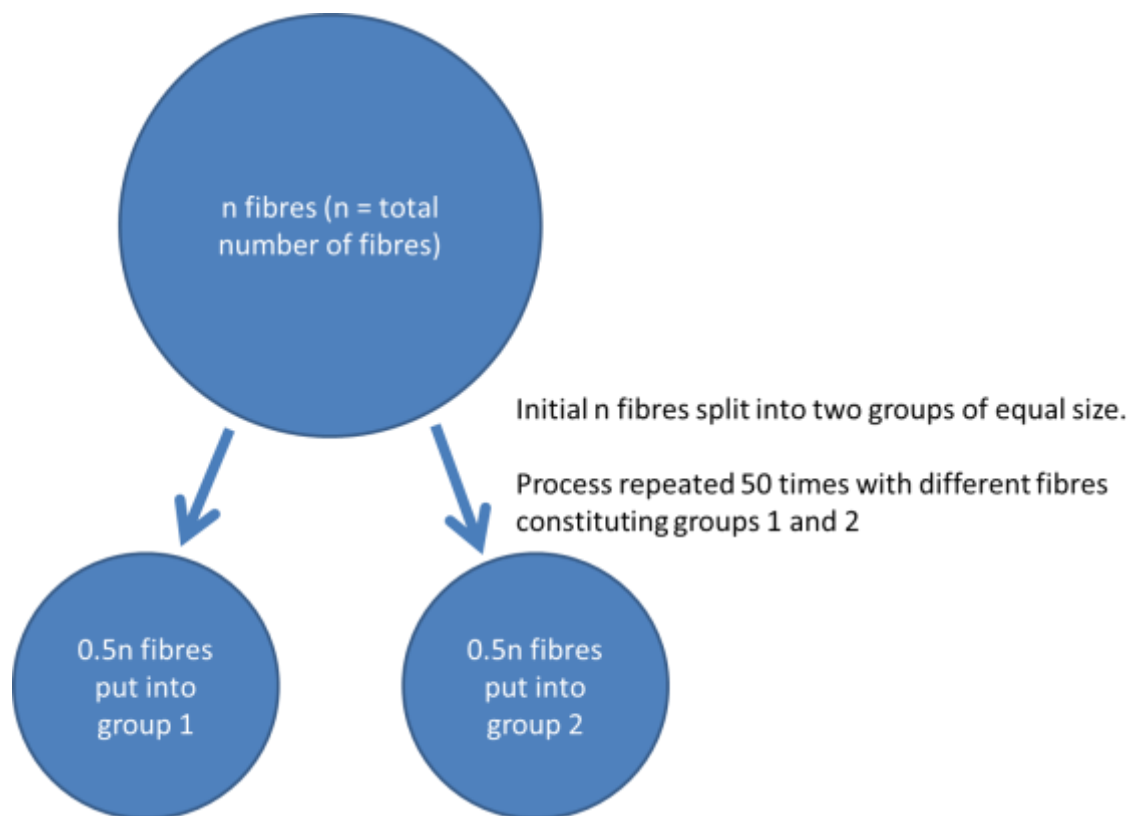 n fibres (n = total
number of fibres)
Initial n fibres split into two groups of equal size.
Process repeated 50 times with different fibres
constituting groups 1 and 2
0.5n fibres
put into
group 1
0.5n fibres
put into
group 2